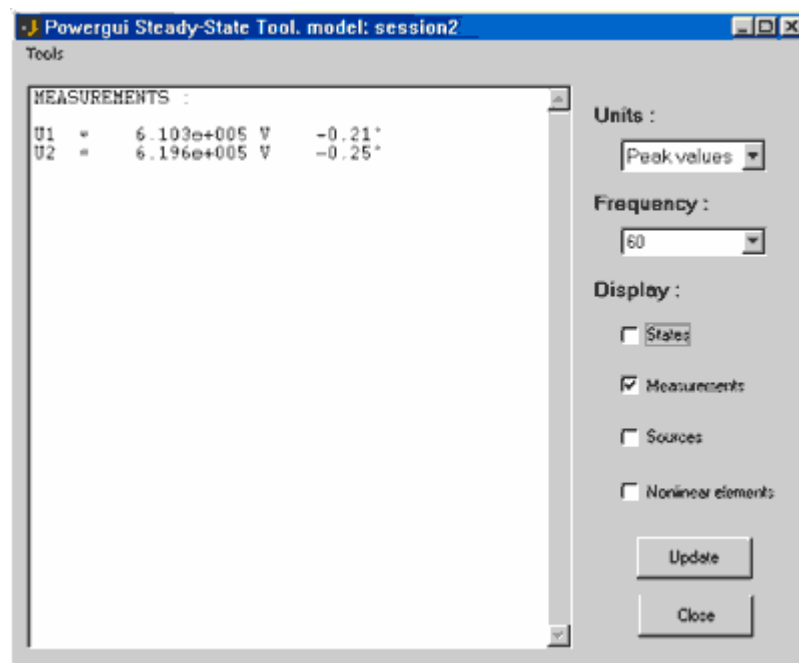 Powergui Steady-State Tool. model: session2
Tools
MEASUREMENTS :
U1 = 6.103e+005 V -0.21°
U2 = 6.196e+005 V -0.25°
Units :
Peak values
Frequency :
60
Display :
States
Measurements
Sources
Nonlinear elements
Update
Close